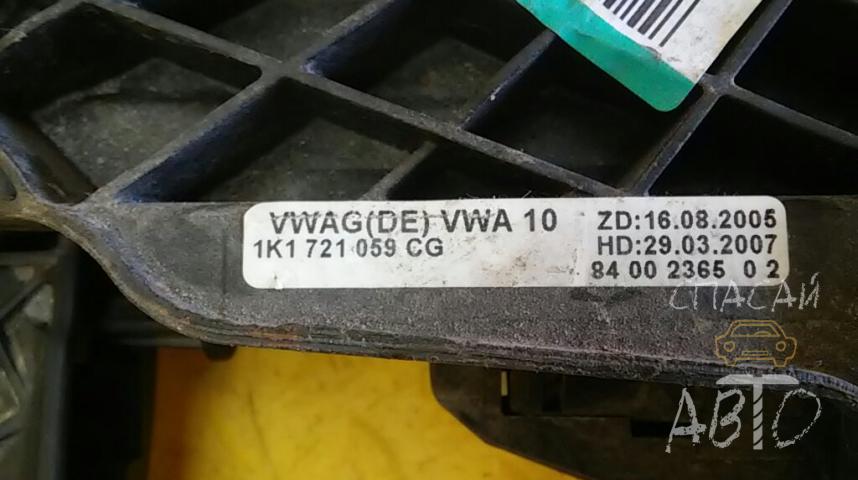 VWAG(DE) VWA 10 ZD:16.08.2005
1K1 721 059 CG HD:29.03.2007
84 00 2365 0 2
СПАСАЙ
АВТО